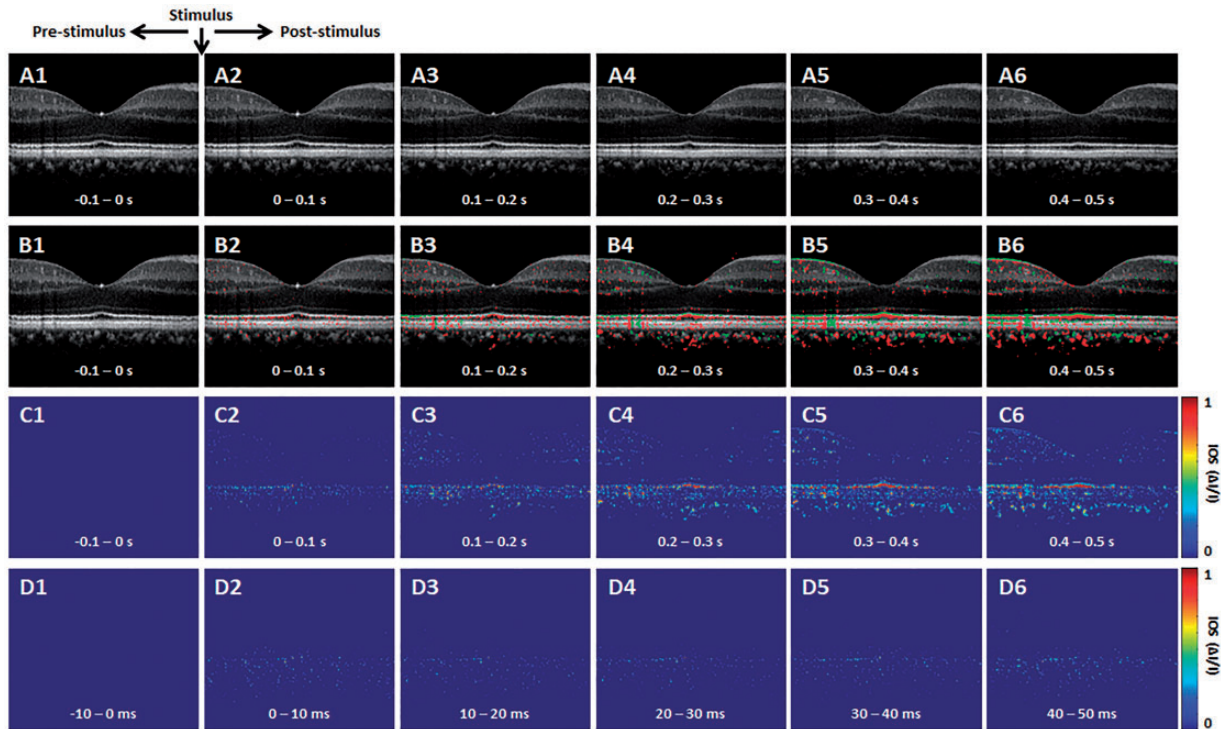 Stimulus
Pre-stimulus
Post-stimulus
A1
A2
A3
A4
A5
A6
-0.1 – 0 s
0 – 0.1 s
0.1 – 0.2 s
0.2 – 0.3 s
0.3 – 0.4 s
0.4 – 0.5 s
B1
B2
B3
B4
B5
B6
-0.1 – 0 s
0 – 0.1 s
0.1 – 0.2 s
0.2 – 0.3 s
0.3 – 0.4 s
0.4 – 0.5 s
C1
C2
C3
C4
C5
C6
1
IOS (ΔI/I)
0
-0.1 – 0 s
0 – 0.1 s
0.1 – 0.2 s
0.2 – 0.3 s
0.3 – 0.4 s
0.4 – 0.5 s
D1
D2
D3
D4
D5
D6
1
IOS (ΔI/I)
0
-10 – 0 ms
0 – 10 ms
10 – 20 ms
20 – 30 ms
30 – 40 ms
40 – 50 ms